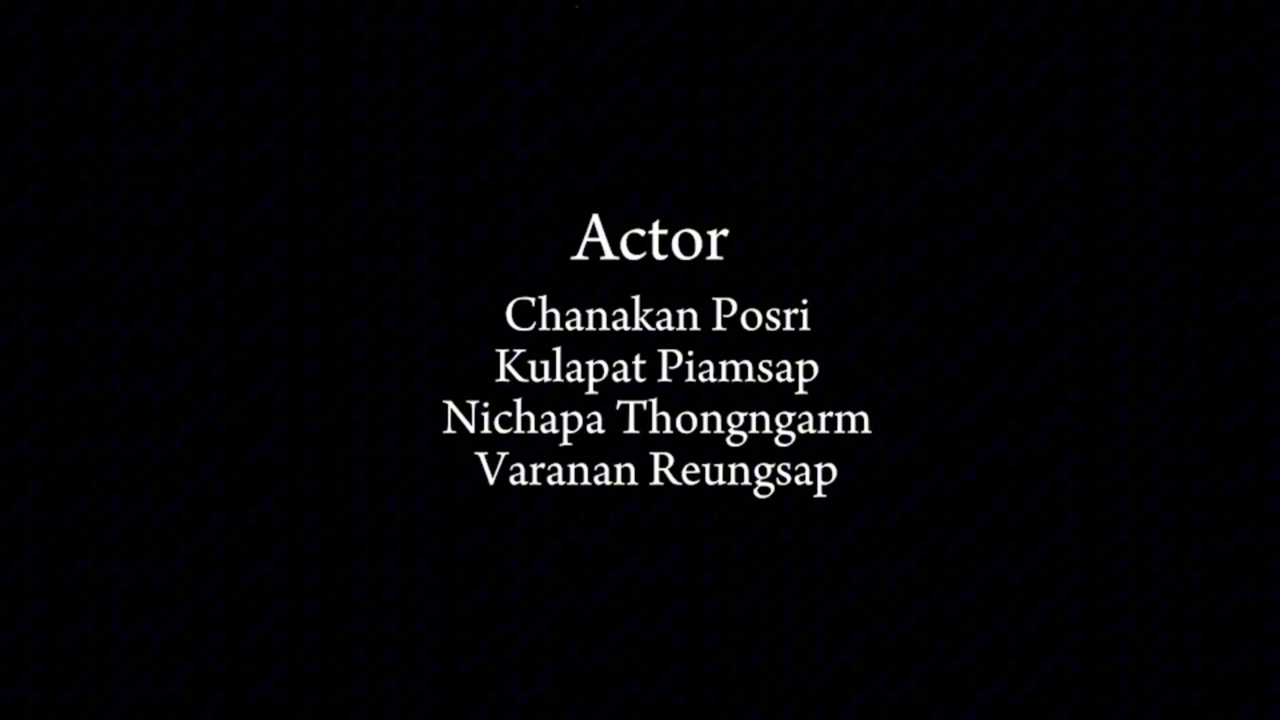 Actor
Chanakan Posri
Kulapat Piamsap
Nichapa Thongngarm
Varanan Reungsap